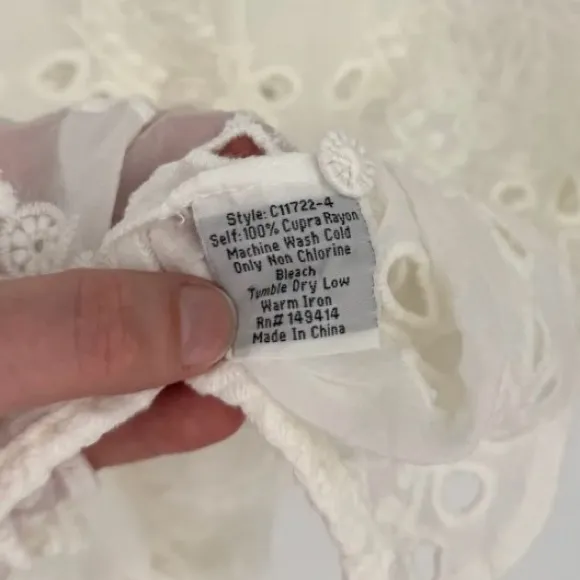 Style: C11722-4
Self:100% Cupra Rayon
Machine Wash Cold
Only Non Chlorine
Bleach
Tumble Dry Low
Warm Iron
Rn# 149414
Made In China